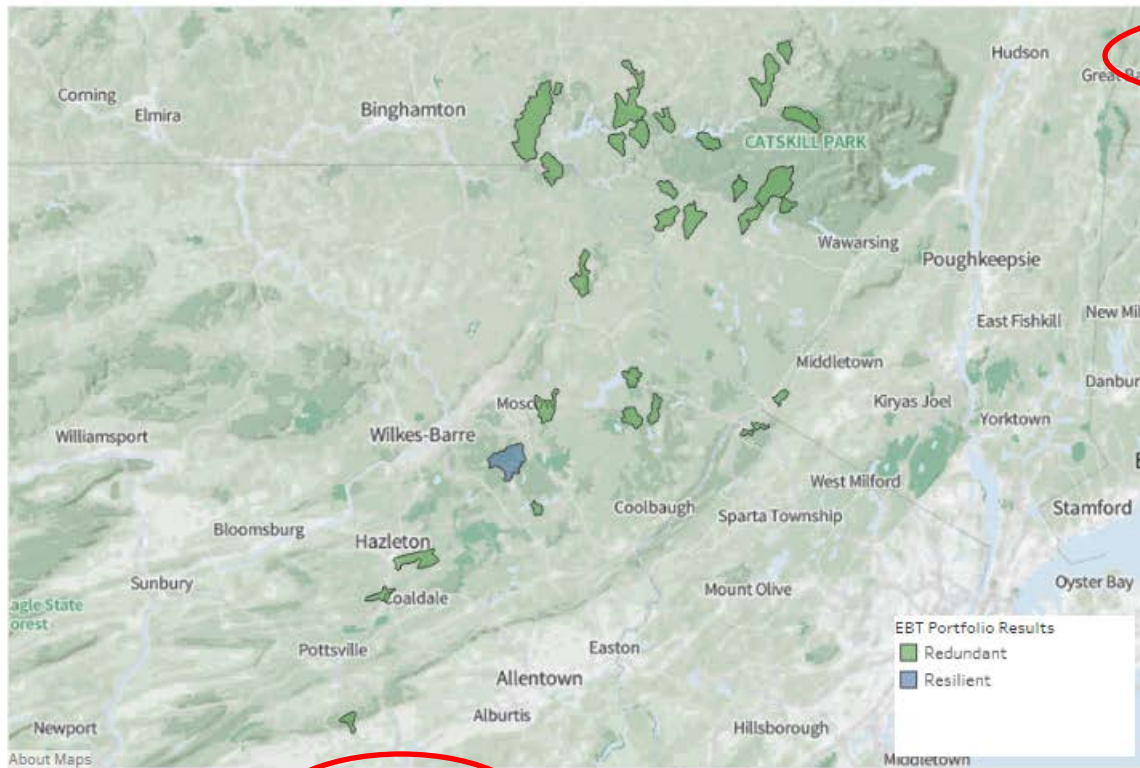 Hudson
Corning
Elmira
Binghamton
CATSKILL PARK
Wawarsing
Poughkeepsie
East Fishkill
Middletown
Kiryas Joel
Yorktown
Williamsport
Wilkes-Barre
West Milford
Coolbaugh
Sparta Township
Stamford
Bloomsburg
Hazleton
Sunbury
Coaldale
Mount Olive
Oyster Bay
Pottsville
Easton
Allentown
Alburtis
Newport
Hillsborough
Middletown
EBT Portfolio Results
Redundant
Resilient
About Maps